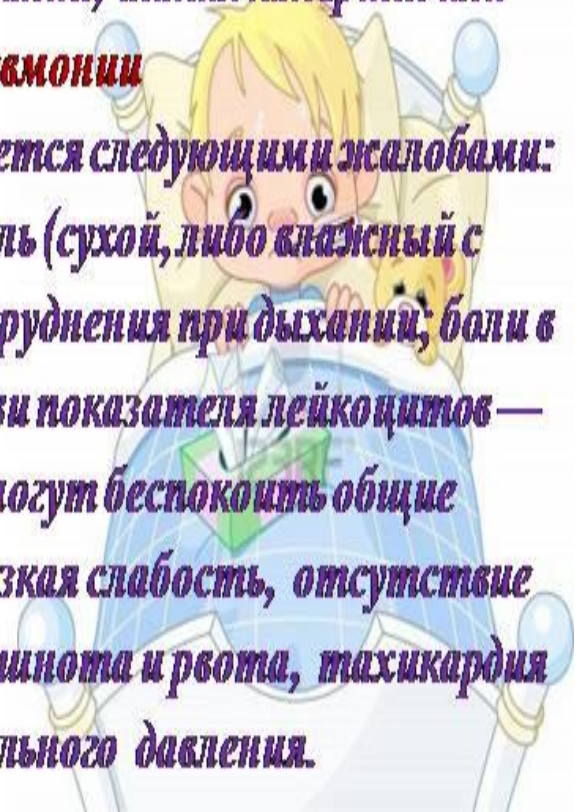 вмонии
ется следующими жалобами:
ль (сухой, либо влажный с
руднения при дыхании; боли в
ви показателя лейкоцитов —
могут беспокоить общие
зкая слабость, отсутствие
шнота и рвота, тахикардия
льного давления.